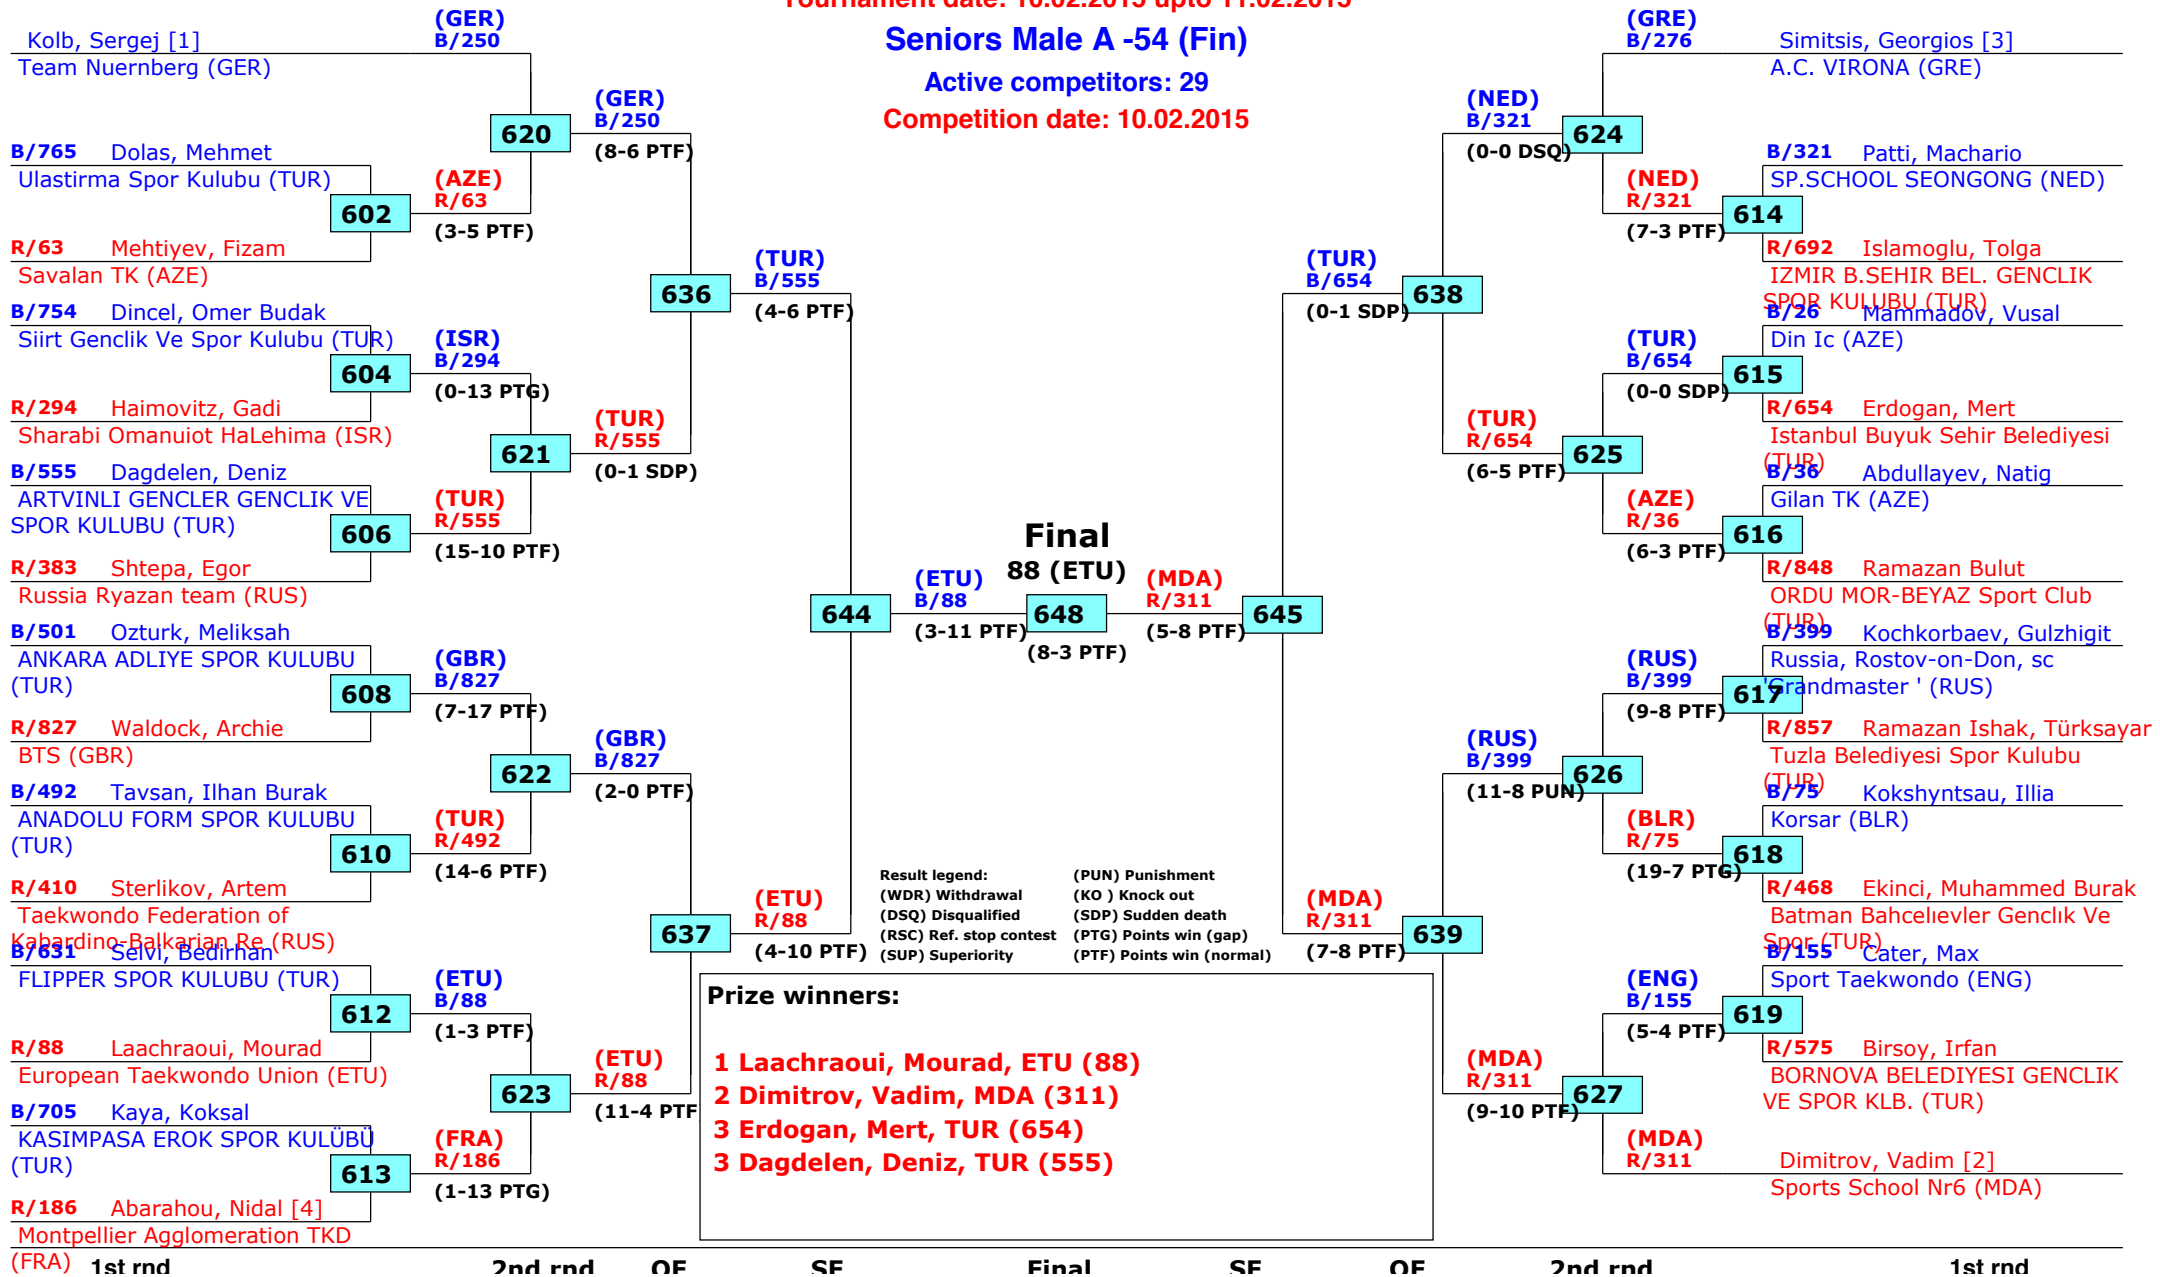 Tournament date: 10.02.2015 upto 11.02.2015
Seniors Male A -54 (Fin)
Active competitors: 29
Competition date: 10.02.2015
Kolb, Sergej [1]
Team Nuernberg (GER)
(GER)
B/250
620
(GER)
B/250
(8-6 PTF)
B/765 Dolas, Mehmet
Ulastirma Spor Kulubu (TUR)
602
(AZE)
R/63
(3-5 PTF)
R/63 Mehtiyev, Fizam
Savalan TK (AZE)
636
(TUR)
B/555
(4-6 PTF)
B/754 Dincel, Omer Budak
Siirt Genclik Ve Spor Kulubu (TUR)
604
(ISR)
B/294
(0-13 PTG)
R/294 Haimovitz, Gadi
Sharabi Omanuiot HaLehima (ISR)
621
(TUR)
R/555
(0-1 SDP)
B/555 Dagdelen, Deniz
ARTVINLI GENCLER GENCLIK VE
SPOR KULUBU (TUR)
606
(TUR)
R/555
(15-10 PTF)
R/383 Shtepa, Egor
Russia Ryazan team (RUS)
644
(ETU)
B/88
(3-11 PTF)
B/501 Ozturk, Meliksah
ANKARA ADLIYE SPOR KULUBU
(TUR)
608
(GBR)
B/827
(7-17 PTF)
R/827 Waldock, Archie
BTS (GBR)
622
(GBR)
B/827
(2-0 PTF)
B/492 Tavsan, Ilhan Burak
ANADOLU FORM SPOR KULUBU
(TUR)
610
(TUR)
R/492
(14-6 PTF)
R/410 Sterlikov, Artem
Taekwondo Federation of
Kabardino-Balkarian Re (RUS)
637
(ETU)
R/88
(4-10 PTF)
B/631 Selvi, Bedirhan
FLIPPER SPOR KULUBU (TUR)
612
(ETU)
B/88
(1-3 PTF)
R/88 Laachraoui, Mourad
European Taekwondo Union (ETU)
623
(ETU)
R/88
(11-4 PTF
B/705 Kaya, Koksal
KASIMPASA EROK SPOR KULÜBÜ
(TUR)
613
(FRA)
R/186
(1-13 PTG)
R/186 Abarahou, Nidal [4]
Montpellier Agglomeration TKD
(FRA)
Final
88 (ETU)
648
(8-3 PTF)
(MDA)
R/311
(5-8 PTF)
645
(GRE)
B/276
Simitsis, Georgios [3]
A.C. VIRONA (GRE)
(NED)
B/321
(0-0 DSQ)
624
B/321 Patti, Machario
SP.SCHOOL SEONGONG (NED)
(NED)
R/321
(7-3 PTF)
614
R/692 Islamoglu, Tolga
IZMIR B.SEHIR BEL. GENCLIK
SPOR KULUBU (TUR)
(TUR)
B/654
(0-1 SDP)
638
B/26 Mammadov, Vusal
Din Ic (AZE)
(TUR)
B/654
(0-0 SDP)
615
R/654 Erdogan, Mert
Istanbul Buyuk Sehir Belediyesi
(TUR)
(TUR)
R/654
(6-5 PTF)
625
B/36 Abdullayev, Natig
Gilan TK (AZE)
(AZE)
R/36
(6-3 PTF)
616
R/848 Ramazan Bulut
ORDU MOR-BEYAZ Sport Club
(TUR)
B/399 Kochkorbaev, Gulzhigit
Russia, Rostov-on-Don, sc
'Grandmaster ' (RUS)
(RUS)
B/399
(9-8 PTF)
617
R/857 Ramazan Ishak, Türksayar
Tuzla Belediyesi Spor Kulubu
(TUR)
(RUS)
B/399
(11-8 PUN)
626
B/75 Kokshyntsau, Illia
Korsar (BLR)
(BLR)
R/75
(19-7 PTG)
618
R/468 Ekinci, Muhammed Burak
Batman Bahcelıevler Genclık Ve
Spor (TUR)
(MDA)
R/311
(7-8 PTF)
639
B/155 Cater, Max
Sport Taekwondo (ENG)
(ENG)
B/155
(5-4 PTF)
619
R/575 Birsoy, Irfan
BORNOVA BELEDIYESI GENCLIK
VE SPOR KLB. (TUR)
(MDA)
R/311
(9-10 PTF)
627
(MDA)
R/311
Dimitrov, Vadim [2]
Sports School Nr6 (MDA)
Result legend: (PUN) Punishment
(WDR) Withdrawal (KO ) Knock out
(DSQ) Disqualified (SDP) Sudden death
(RSC) Ref. stop contest (PTG) Points win (gap)
(SUP) Superiority (PTF) Points win (normal)
Prize winners:
1 Laachraoui, Mourad, ETU (88)
2 Dimitrov, Vadim, MDA (311)
3 Erdogan, Mert, TUR (654)
3 Dagdelen, Deniz, TUR (555)
1st rnd 2nd rnd QF SF Final SF QF 2nd rnd 1st rnd